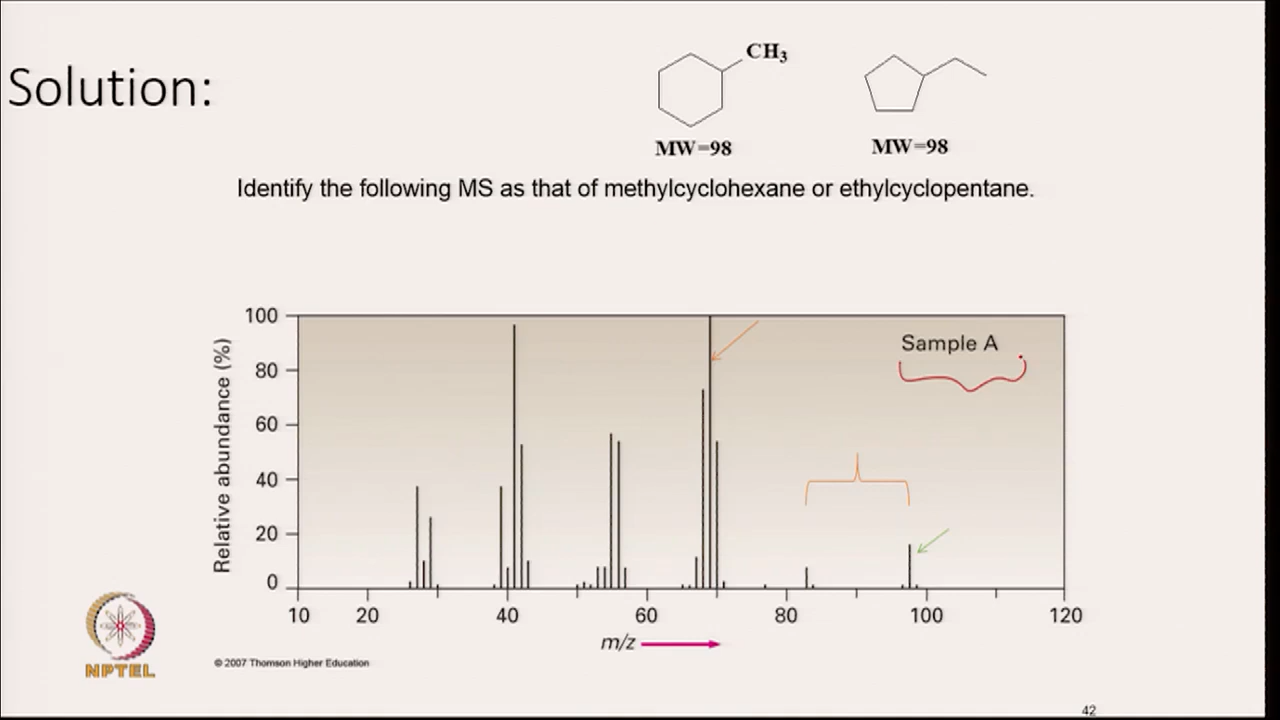 Solution:
CH3
MW=98
MW=98
Identify the following MS as that of methylcyclohexane or ethylcyclopentane.
Relative abundance (%)
100
80
60
40
20
0
Sample A
10 20 40 60 80 100 120
m/z
© 2007 Thomson Higher Education
NPTEL
42